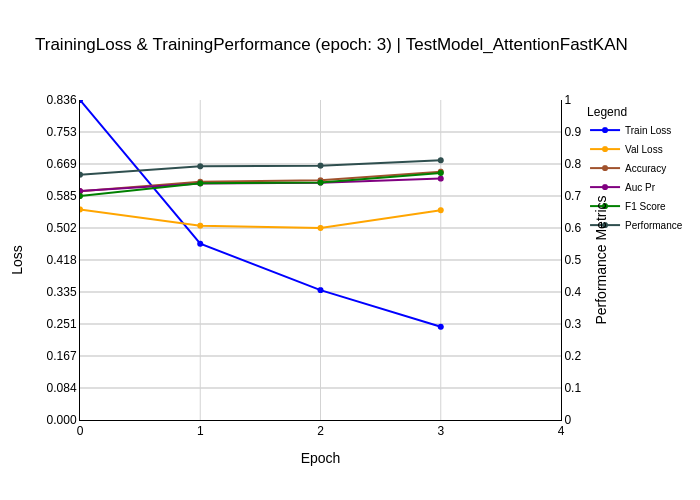 TrainingLoss & TrainingPerformance (epoch: 3) | TestModel_AttentionFastKAN
0.836
0.753
0.669
0.585
0.502
0.418
0.335
0.251
0.167
0.084
0.000
Loss
0
1
2
3
4
Epoch
1
0.9
0.8
0.7
0.6
0.5
0.4
0.3
0.2
0.1
0
Performance Metrics
Legend
Train Loss
Val Loss
Accuracy
Auc Pr
F1 Score
Performance